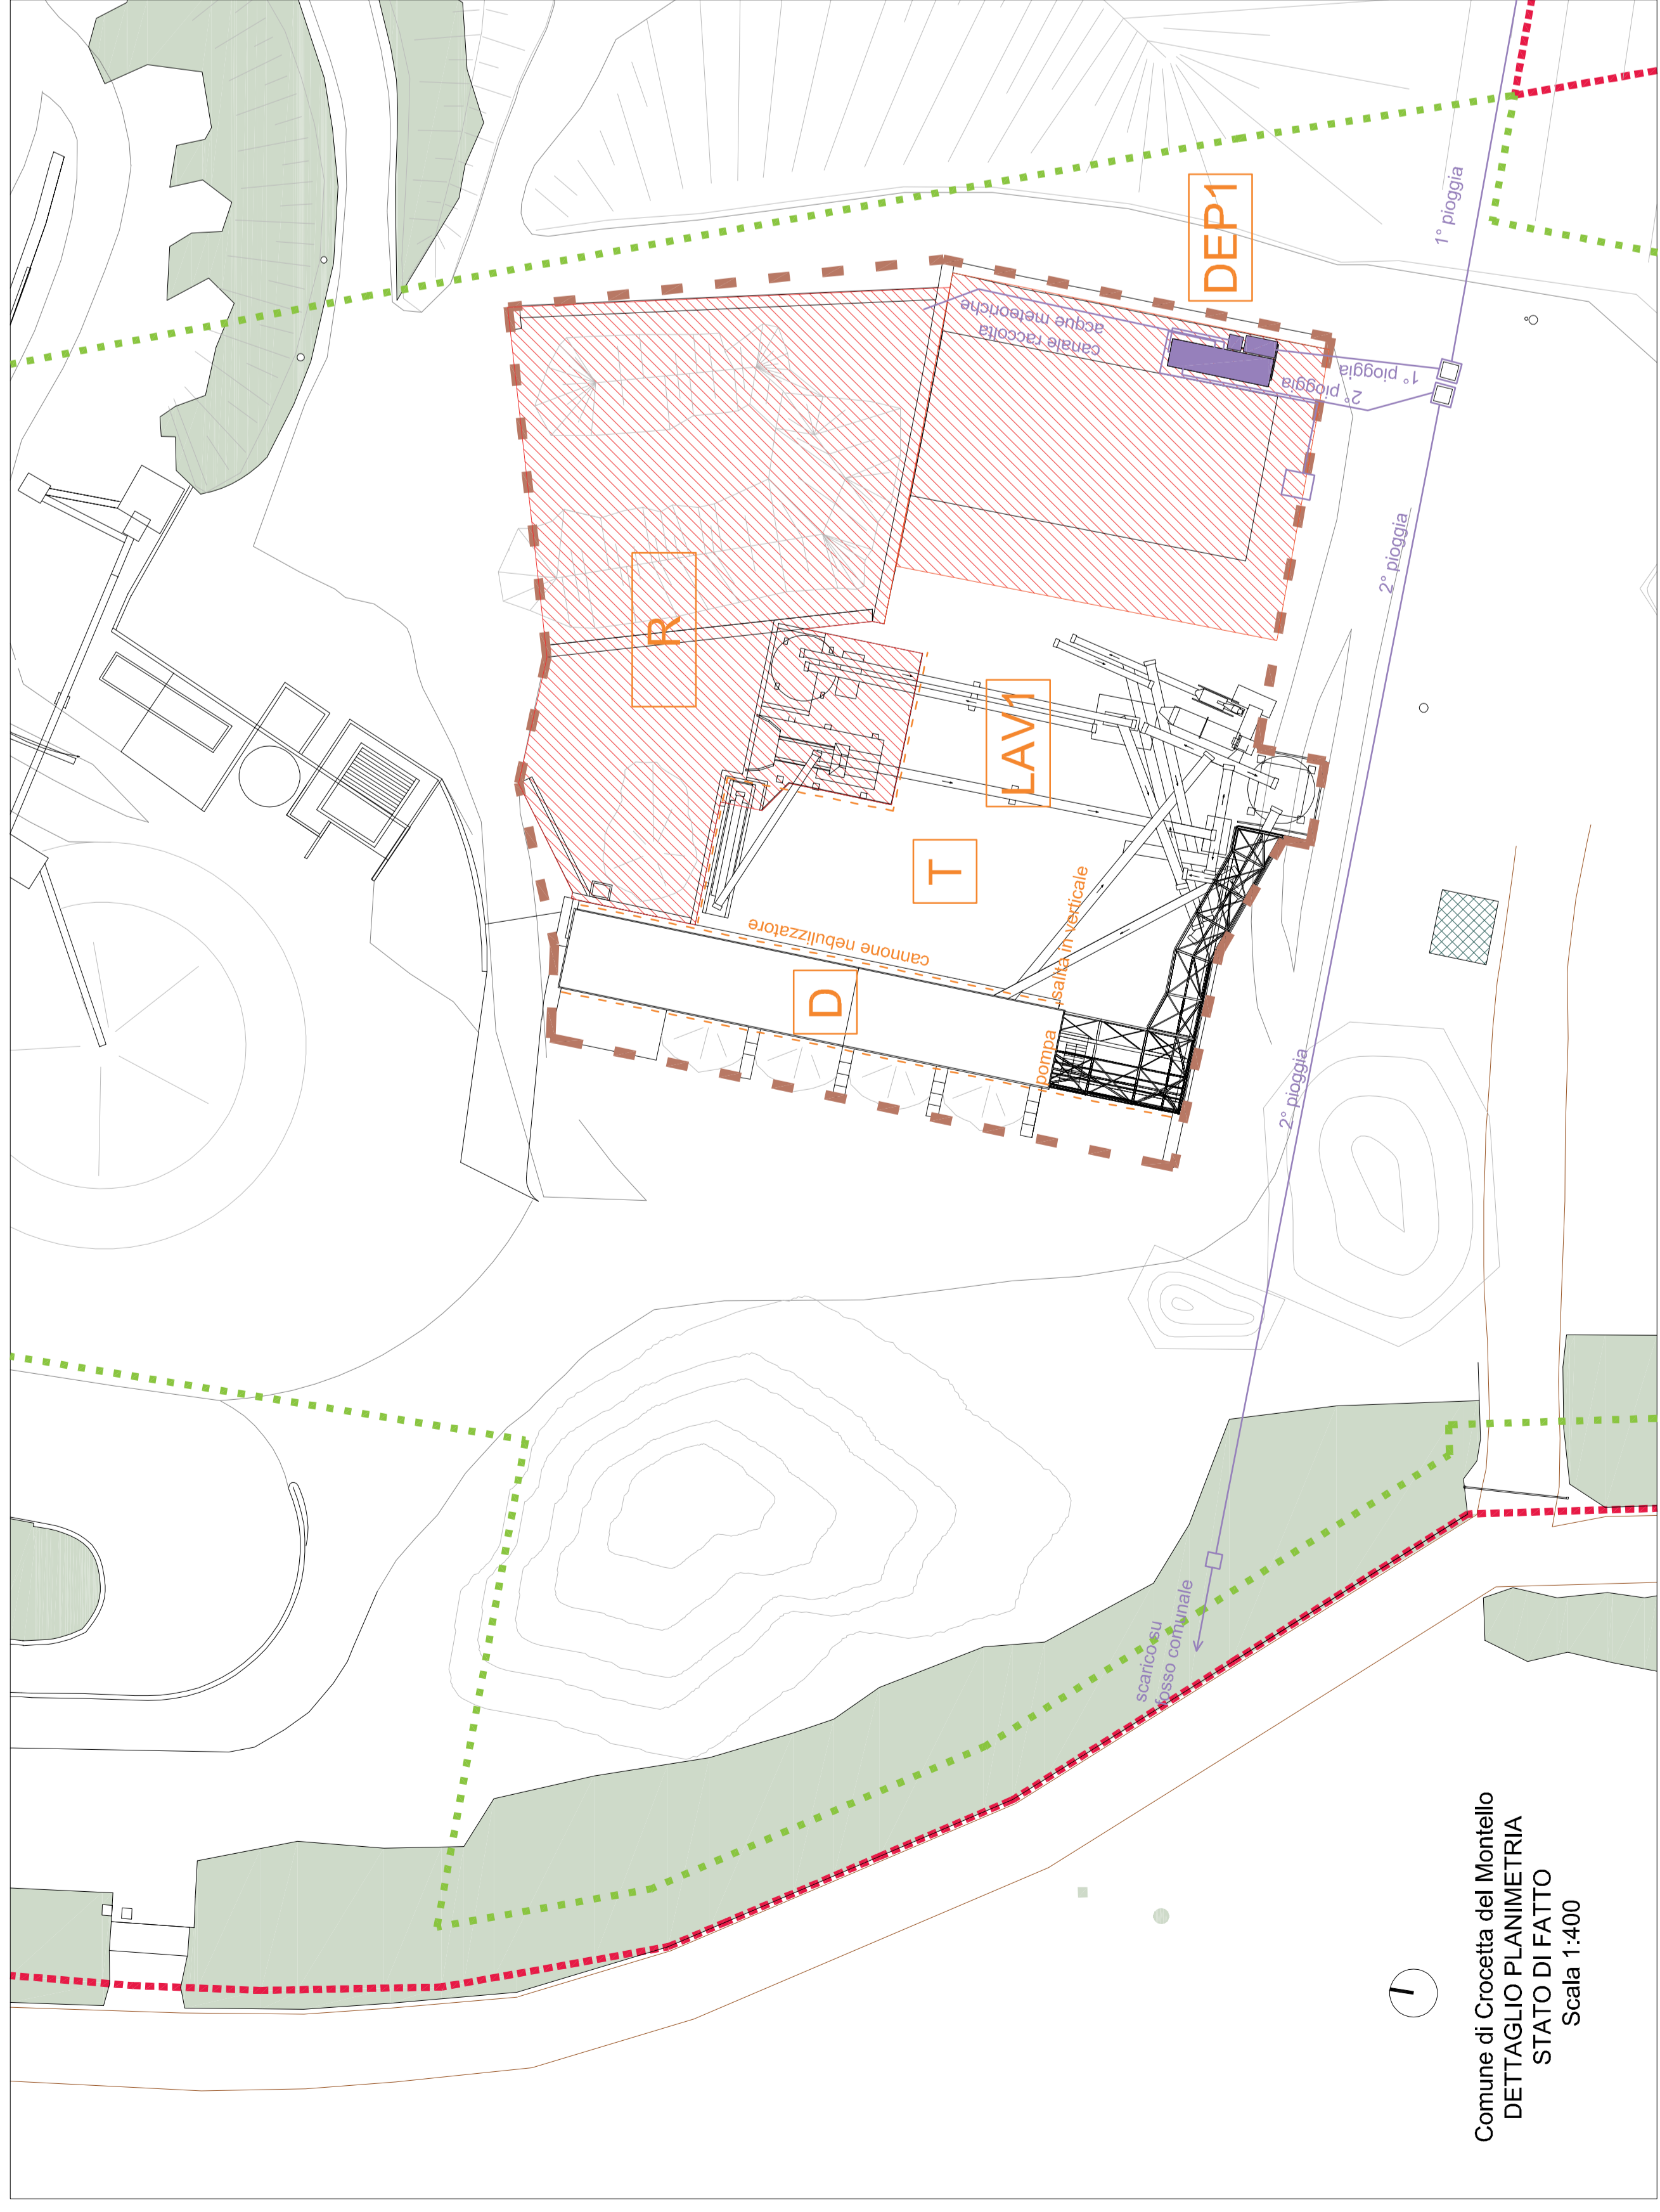 1° pioggia
DEP1
canale raccolta
acque meteoriche
1° pioggia
2° pioggia
2° pioggia
R
LAV1
T
cannone nebulizzatore
salita in verticale
D
pompa
2° pioggia
scarico su
fosso comunale
Comune di Crocetta del Montello
DETTAGLIO PLANIMETRIA
STATO DI FATTO
Scala 1:400